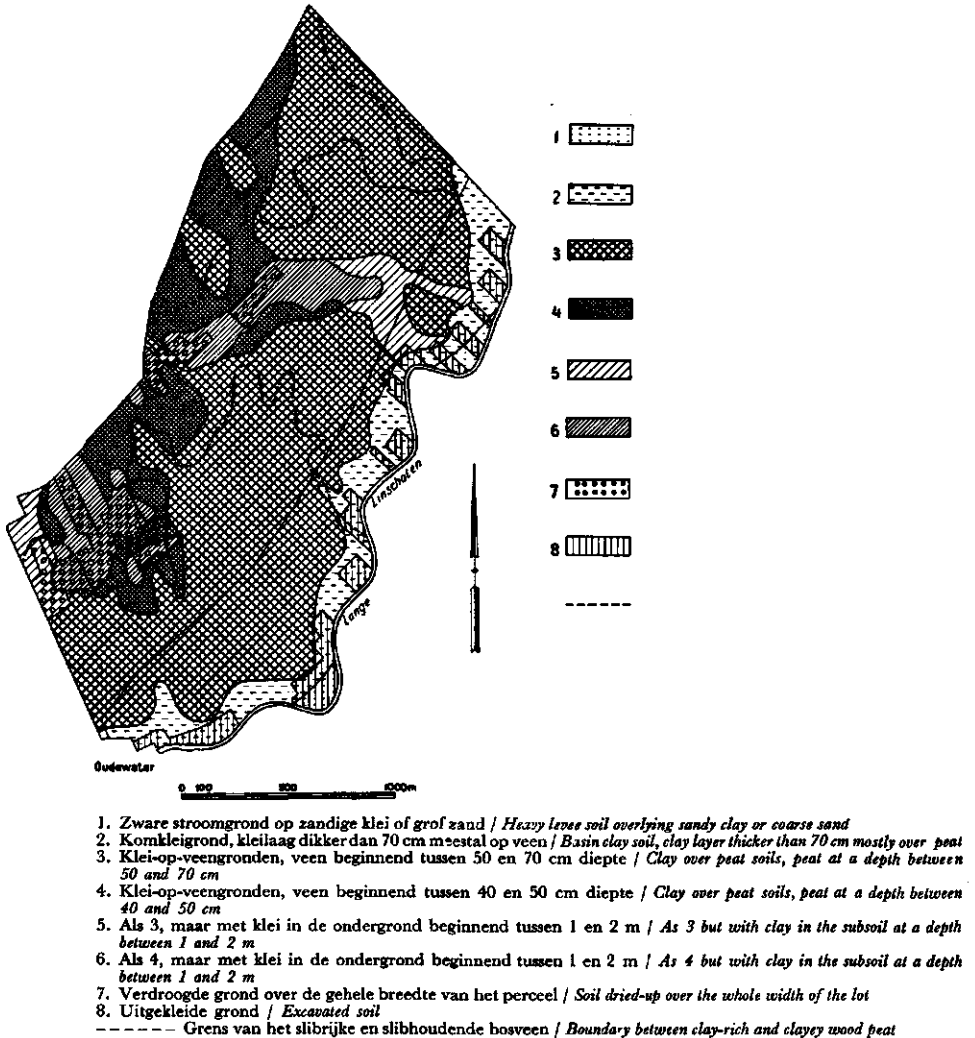 1
2
3
4
5
6
7
8
Linschoten
Lange
Oudewater
0 100 500 1000m
1. Zware stroomgrond op zandige klei of grof zand / Heavy levee soil overlying sandy clay or coarse sand
2. Komkleigrond, kleilaag dikker dan 70 cm meestal op veen / Basin clay soil, clay layer thicker than 70 cm mostly over peat
3. Klei-op-veengronden, veen beginnend tussen 50 en 70 cm diepte / Clay over peat soils, peat at a depth between
50 and 70 cm
4. Klei-op-veengronden, veen beginnend tussen 40 en 50 cm diepte / Clay over peat soils, peat at a depth between
40 and 50 cm
5. Als 3, maar met klei in de ondergrond beginnend tussen 1 en 2 m / As 3 but with clay in the subsoil at a depth
between 1 and 2 m
6. Als 4, maar met klei in de ondergrond beginnend tussen 1 en 2 m / As 4 but with clay in the subsoil at a depth
between 1 and 2 m
7. Verdroogde grond over de gehele breedte van het perceel / Soil dried-up over the whole width of the lot
8. Uitgekleide grond / Excavated soil
------- Grens van het slibrijke en slibhoudende bosveen / Boundary between clay-rich and clayey wood peat